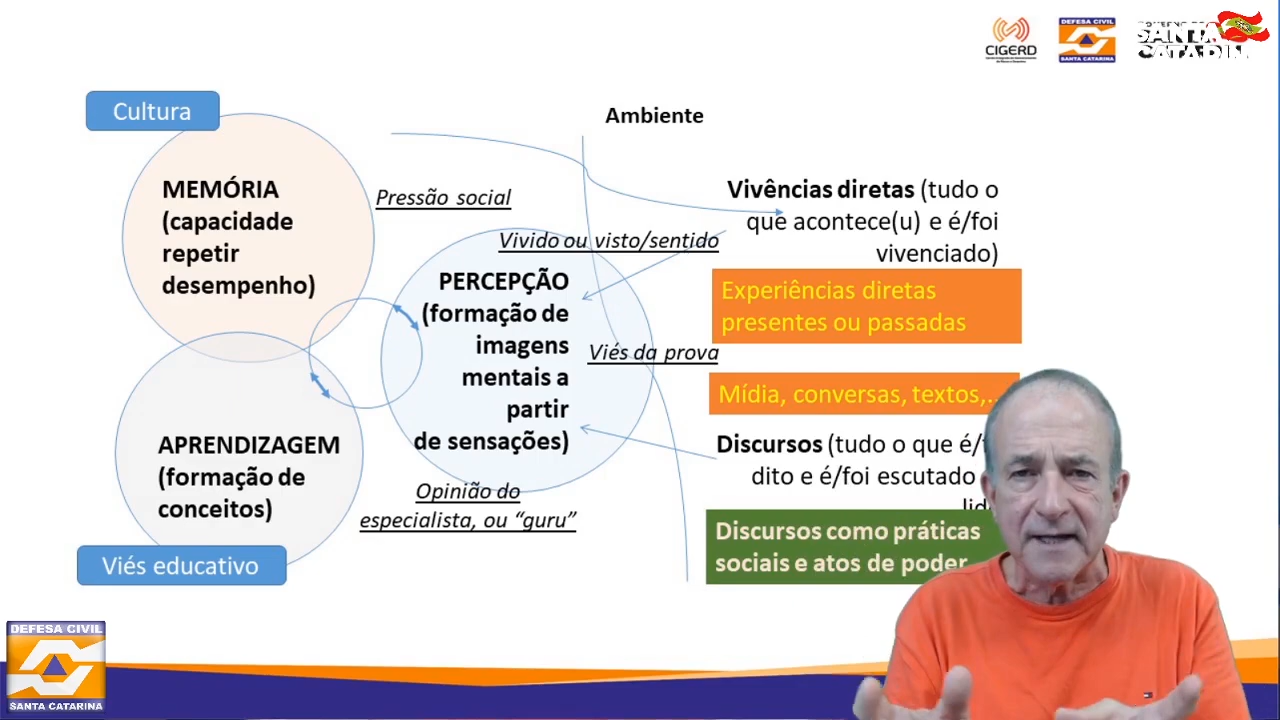 CIGERD
DEFESA CIVIL
SANTA CATARINA
SANTA
Cultura
Ambiente
MEMÓRIA
(capacidade
repetir
desempenho)
Pressão social
Vivências diretas (tudo o
que acontece(u) e é/foi
vivenciado)
Vivido ou visto/sentido
PERCEPÇÃO
(formação de
imagens
mentais a
partir
de sensações)
Experiências diretas
presentes ou passadas
Viés da prova
Mídia, conversas, textos,..
APRENDIZAGEM
(formação de
conceitos)
Discursos (tudo o que é/
dito e é/foi escutado
Opinião do
especialista, ou “guru”
Discursos como práticas
sociais e atos de poder
Viés educativo
DEFESA CIVIL
SANTA CATARINA